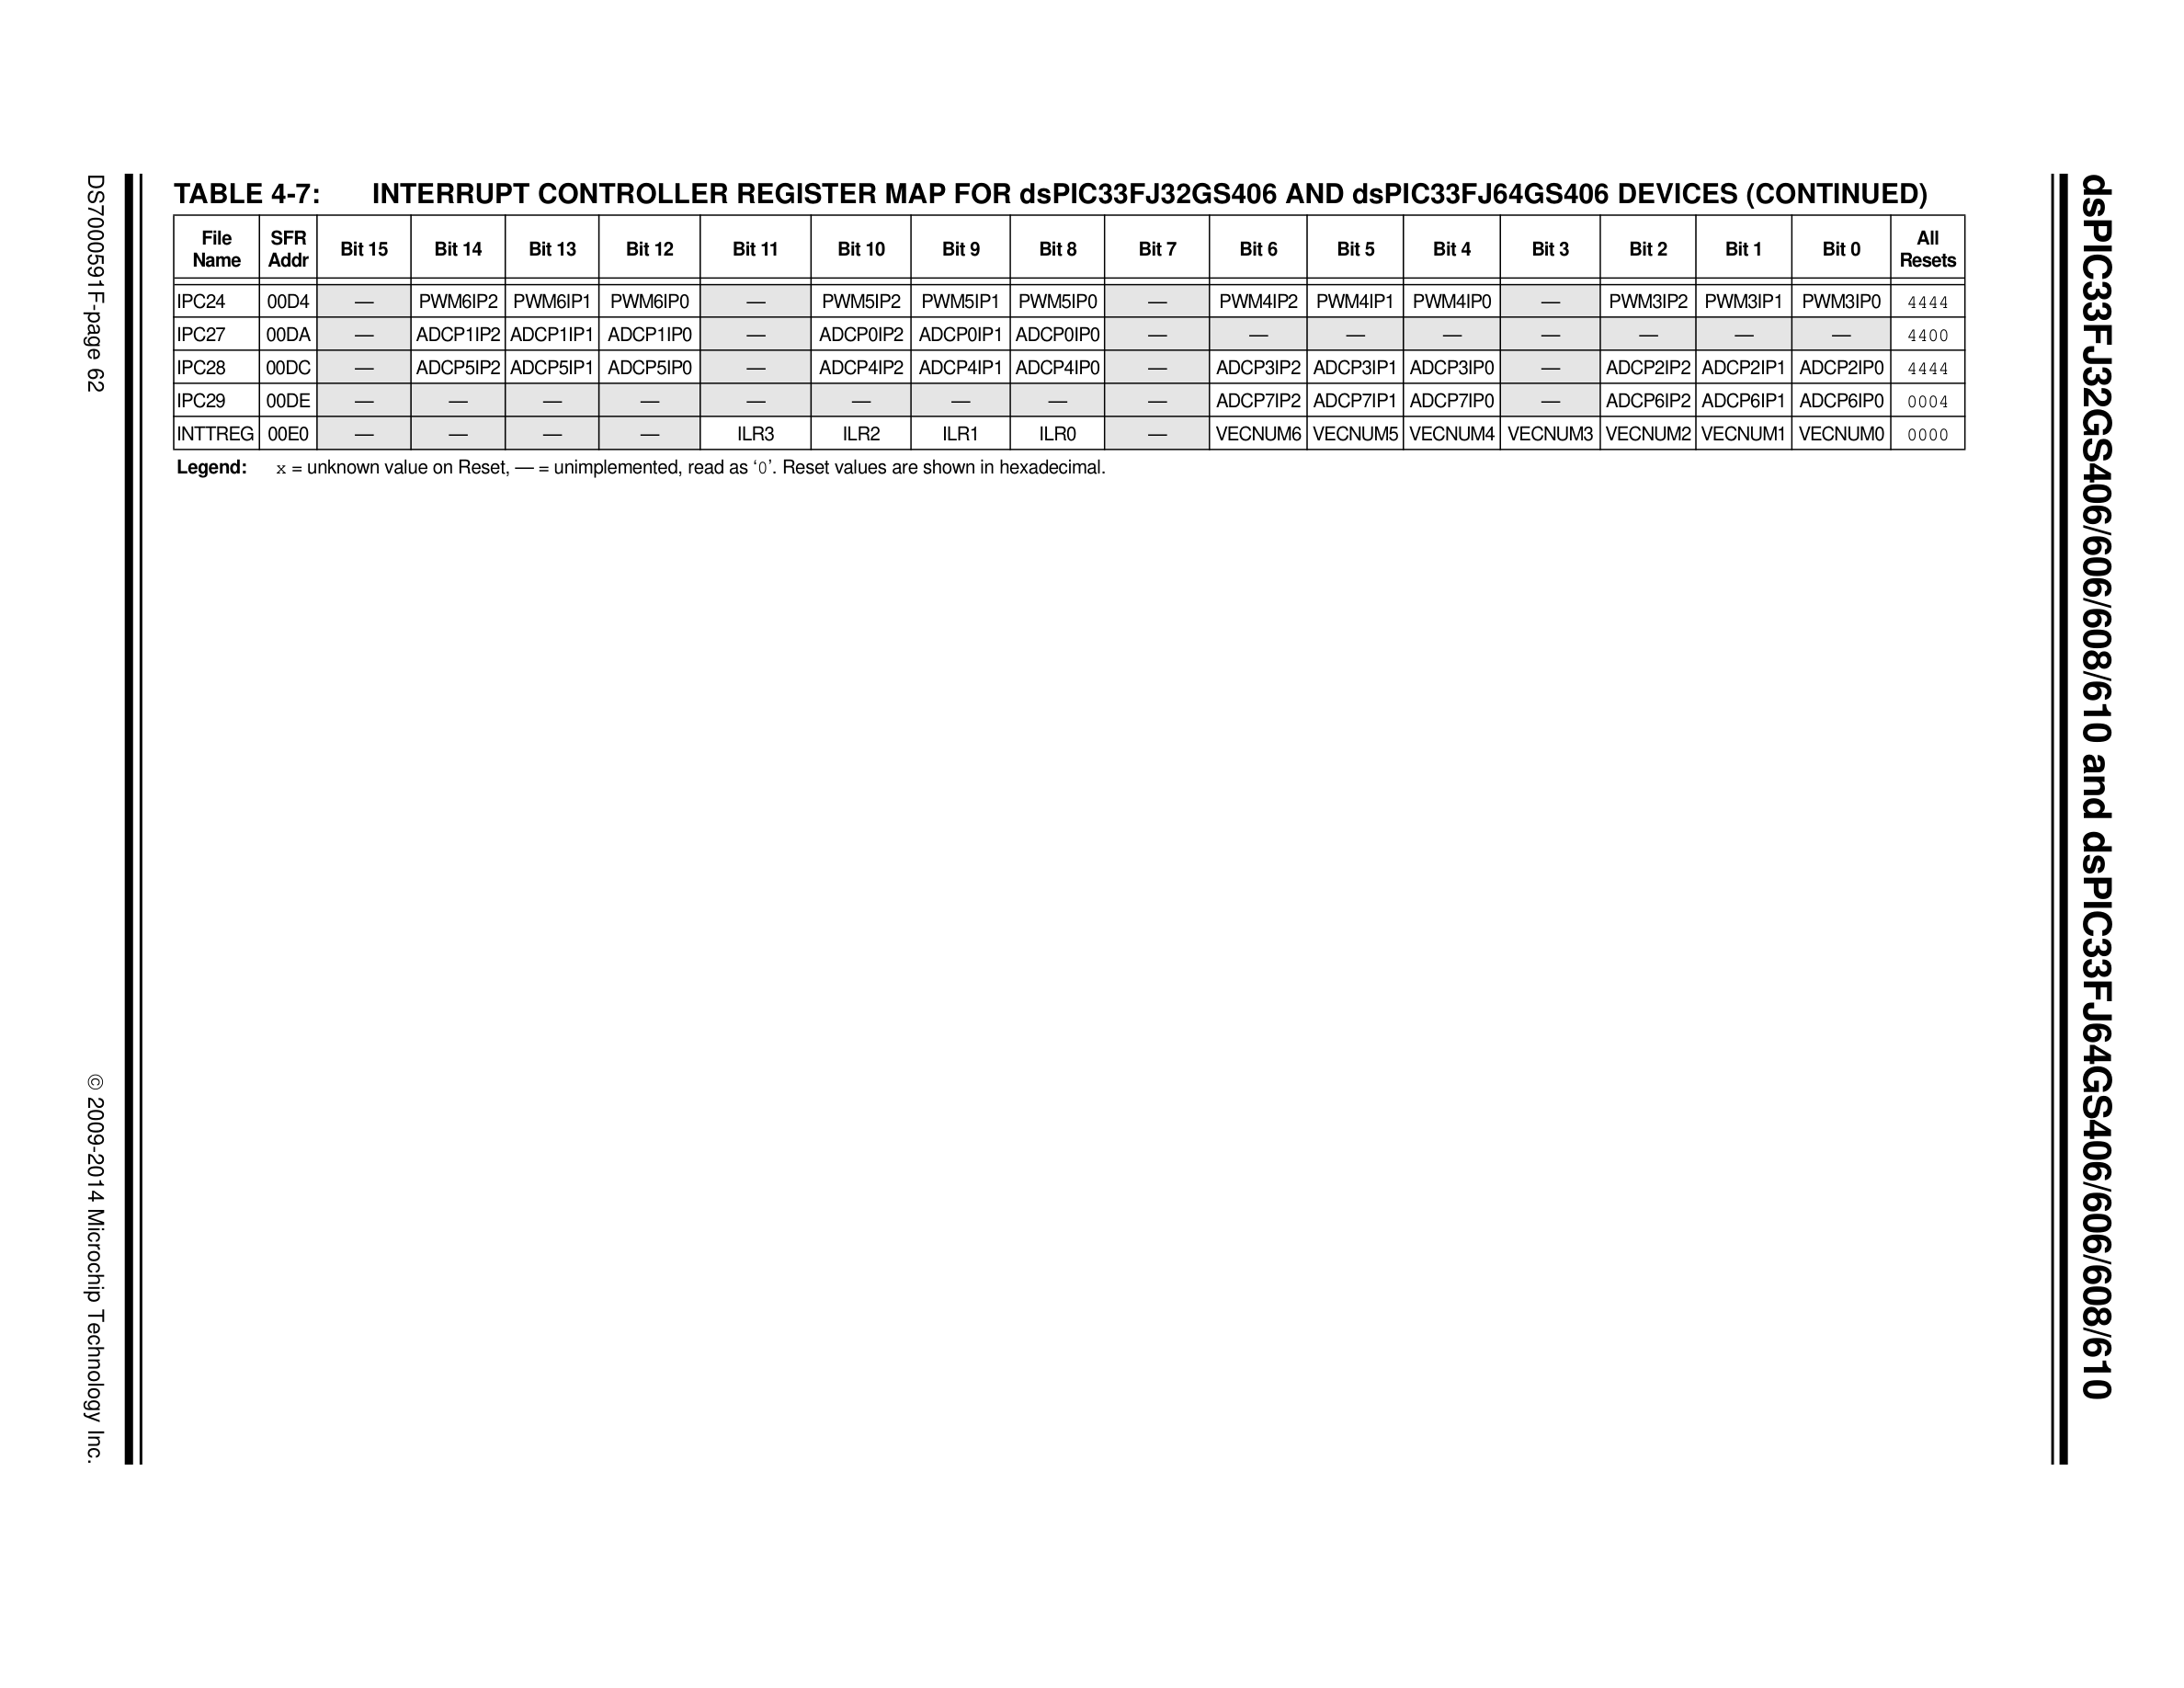 dsPIC33FJ32GS406/606/608/610 and dsPIC33FJ64GS406/606/608/610
TABLE 4-7: INTERRUPT CONTROLLER REGISTER MAP FOR dsPIC33FJ32GS406 AND dsPIC33FJ64GS406 DEVICES (CONTINUED)
File Name SFR Addr Bit 15 Bit 14 Bit 13 Bit 12 Bit 11 Bit 10 Bit 9 Bit 8 Bit 7 Bit 6 Bit 5 Bit 4 Bit 3 Bit 2 Bit 1 Bit 0 All Resets
IPC24 00D4 — PWM6IP2 PWM6IP1 PWM6IP0 — PWM5IP2 PWM5IP1 PWM5IP0 — PWM4IP2 PWM4IP1 PWM4IP0 — PWM3IP2 PWM3IP1 PWM3IP0 4444
IPC27 00DA — ADCP1IP2 ADCP1IP1 ADCP1IP0 — ADCP0IP2 ADCP0IP1 ADCP0IP0 — — — — — — — — 4400
IPC28 00DC — ADCP5IP2 ADCP5IP1 ADCP5IP0 — ADCP4IP2 ADCP4IP1 ADCP4IP0 — ADCP3IP2 ADCP3IP1 ADCP3IP0 — ADCP2IP2 ADCP2IP1 ADCP2IP0 4444
IPC29 00DE — — — — — — — — — ADCP7IP2 ADCP7IP1 ADCP7IP0 — ADCP6IP2 ADCP6IP1 ADCP6IP0 0004
INTTREG 00E0 — — — — ILR3 ILR2 ILR1 ILR0 — VECNUM6 VECNUM5 VECNUM4 VECNUM3 VECNUM2 VECNUM1 VECNUM0 0000
Legend: x = unknown value on Reset, — = unimplemented, read as ‘0’. Reset values are shown in hexadecimal.
DS7000591F-page 62
© 2009-2014 Microchip Technology Inc.